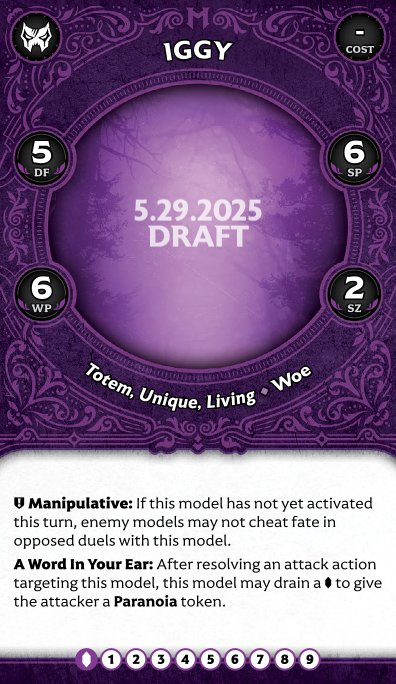 IGGY
-
COST
5
DF
6
SP
5.29.2025
DRAFT
6
WP
2
SZ
Totem, Unique, Living ♦ Woe
Manipulative: If this model has not yet activated
this turn, enemy models may not cheat fate in
opposed duels with this model.
A Word In Your Ear: After resolving an attack action
targeting this model, this model may drain a to give
the attacker a Paranoia token.
1 2 3 4 5 6 7 8 9